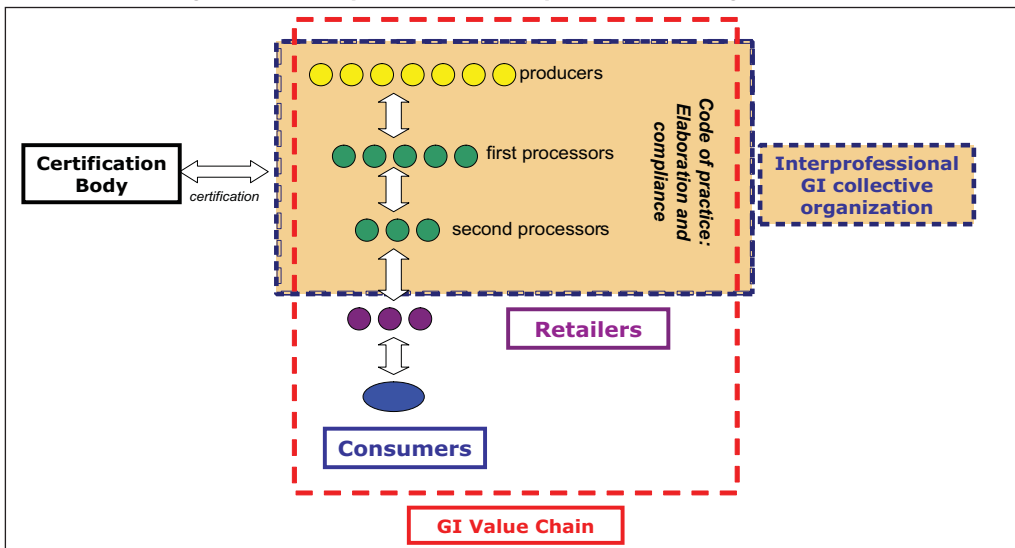 producers
first processors
second processors
Code of practice:
Elaboration and
compliance
Certification
Body
certification
Interprofessional
GI collective
organization
Retailers
Consumers
GI Value Chain